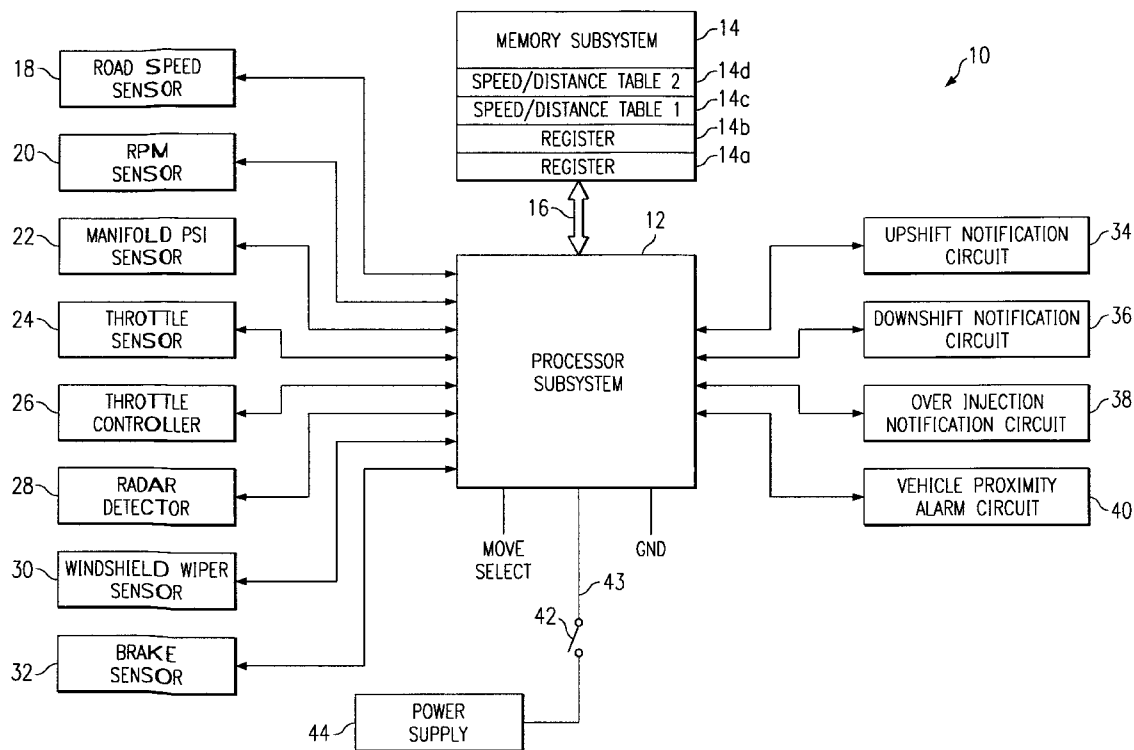 MEMORY SUBSYSTEM
14
SPEED/DISTANCE TABLE 2
14d
SPEED/DISTANCE TABLE 1
14c
REGISTER
14b
REGISTER
14a
10
16
12
18
ROAD SPEED
SENSOR
20
RPM
SENSOR
22
MANIFOLD PSI
SENSOR
24
THROTTLE
SENSOR
26
THROTTLE
CONTROLLER
28
RADAR
DETECTOR
30
WINDSHIELD WIPER
SENSOR
32
BRAKE
SENSOR
PROCESSOR
SUBSYSTEM
UPSHIFT NOTIFICATION
CIRCUIT
34
DOWNSHIFT NOTIFICATION
CIRCUIT
36
OVER INJECTION
NOTIFICATION CIRCUIT
38
VEHICLE PROXIMITY
ALARM CIRCUIT
40
MOVE
SELECT
GND
43
42
44
POWER
SUPPLY